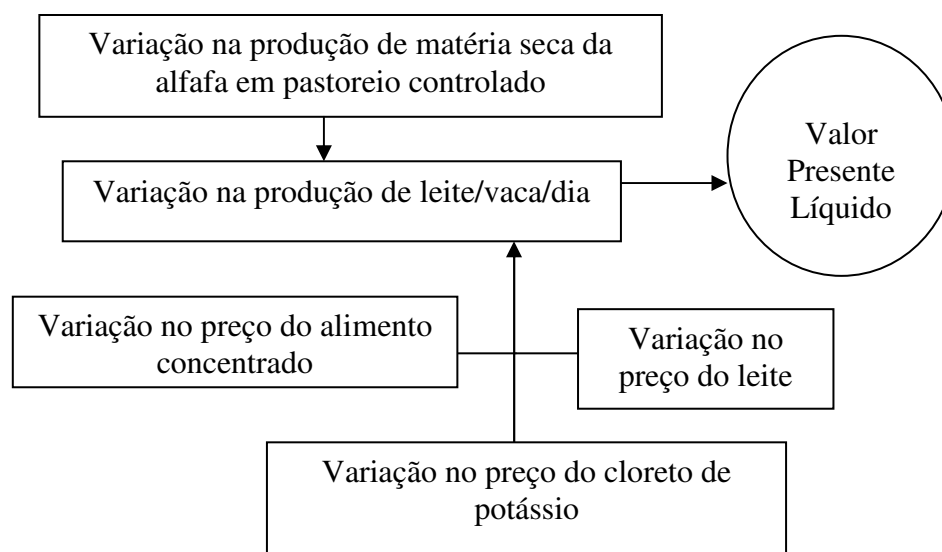 Variação na produção de matéria seca da
alfafa em pastoreio controlado
Valor
Presente
Líquido
Variação na produção de leite/vaca/dia
Variação no preço do alimento
concentrado
Variação no
preço do leite
Variação no preço do cloreto de
potássio